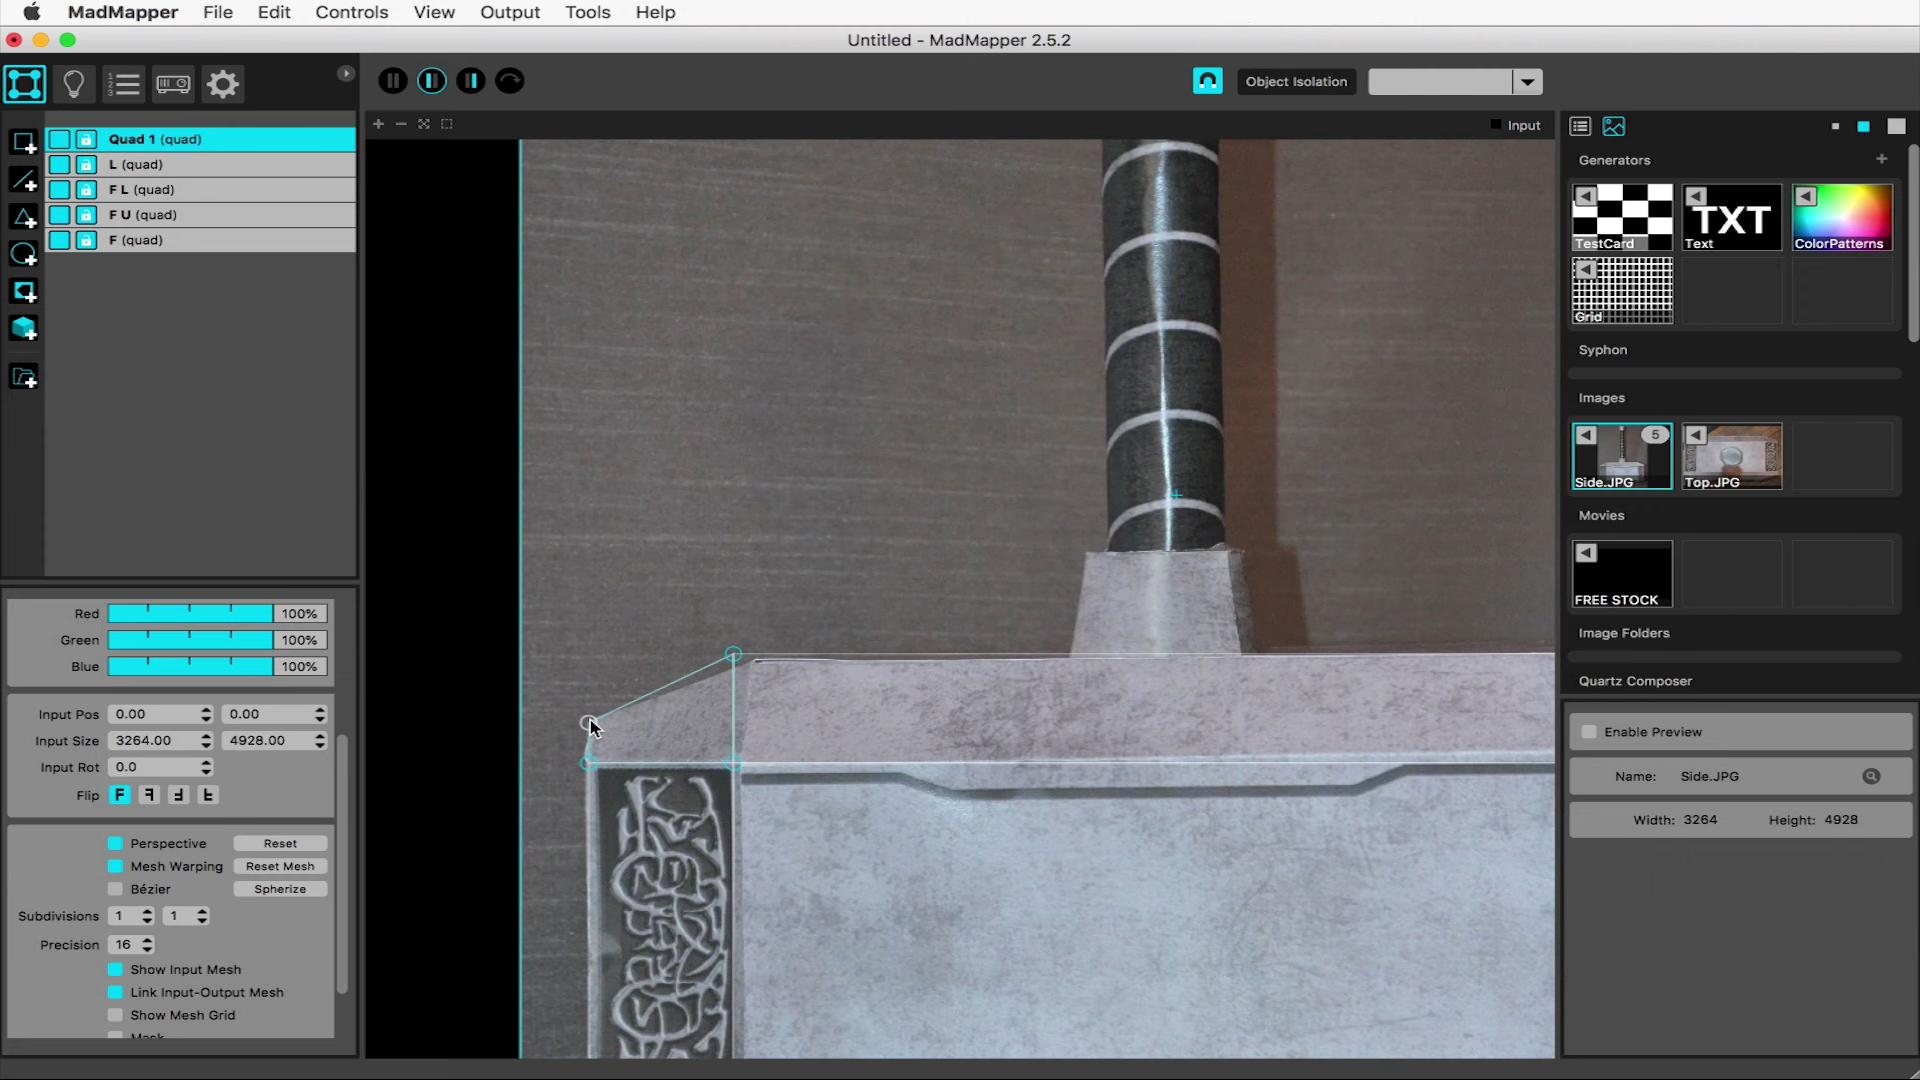 MadMapper File Edit Controls View Output Tools Help
Untitled - MadMapper 2.5.2
Object Isolation
Input
Quad 1 (quad)
L (quad)
F L (quad)
F U (quad)
F (quad)
Red 100%
Green 100%
Blue 100%
Input Pos 0.00 0.00
Input Size 3264.00 4928.00
Input Rot 0.0
Flip F F F F
Perspective Reset
Mesh Warping Reset Mesh
Bézier Spherize
Subdivisions 1 1
Precision 16
Show Input Mesh
Link Input-Output Mesh
Show Mesh Grid
Mask
Generators
TXT
TestCard Text ColorPatterns
Grid
Syphon
Images
5
Side.JPG Top.JPG
Movies
FREE STOCK
Image Folders
Quartz Composer
Enable Preview
Name: Side.JPG
Width: 3264 Height: 4928